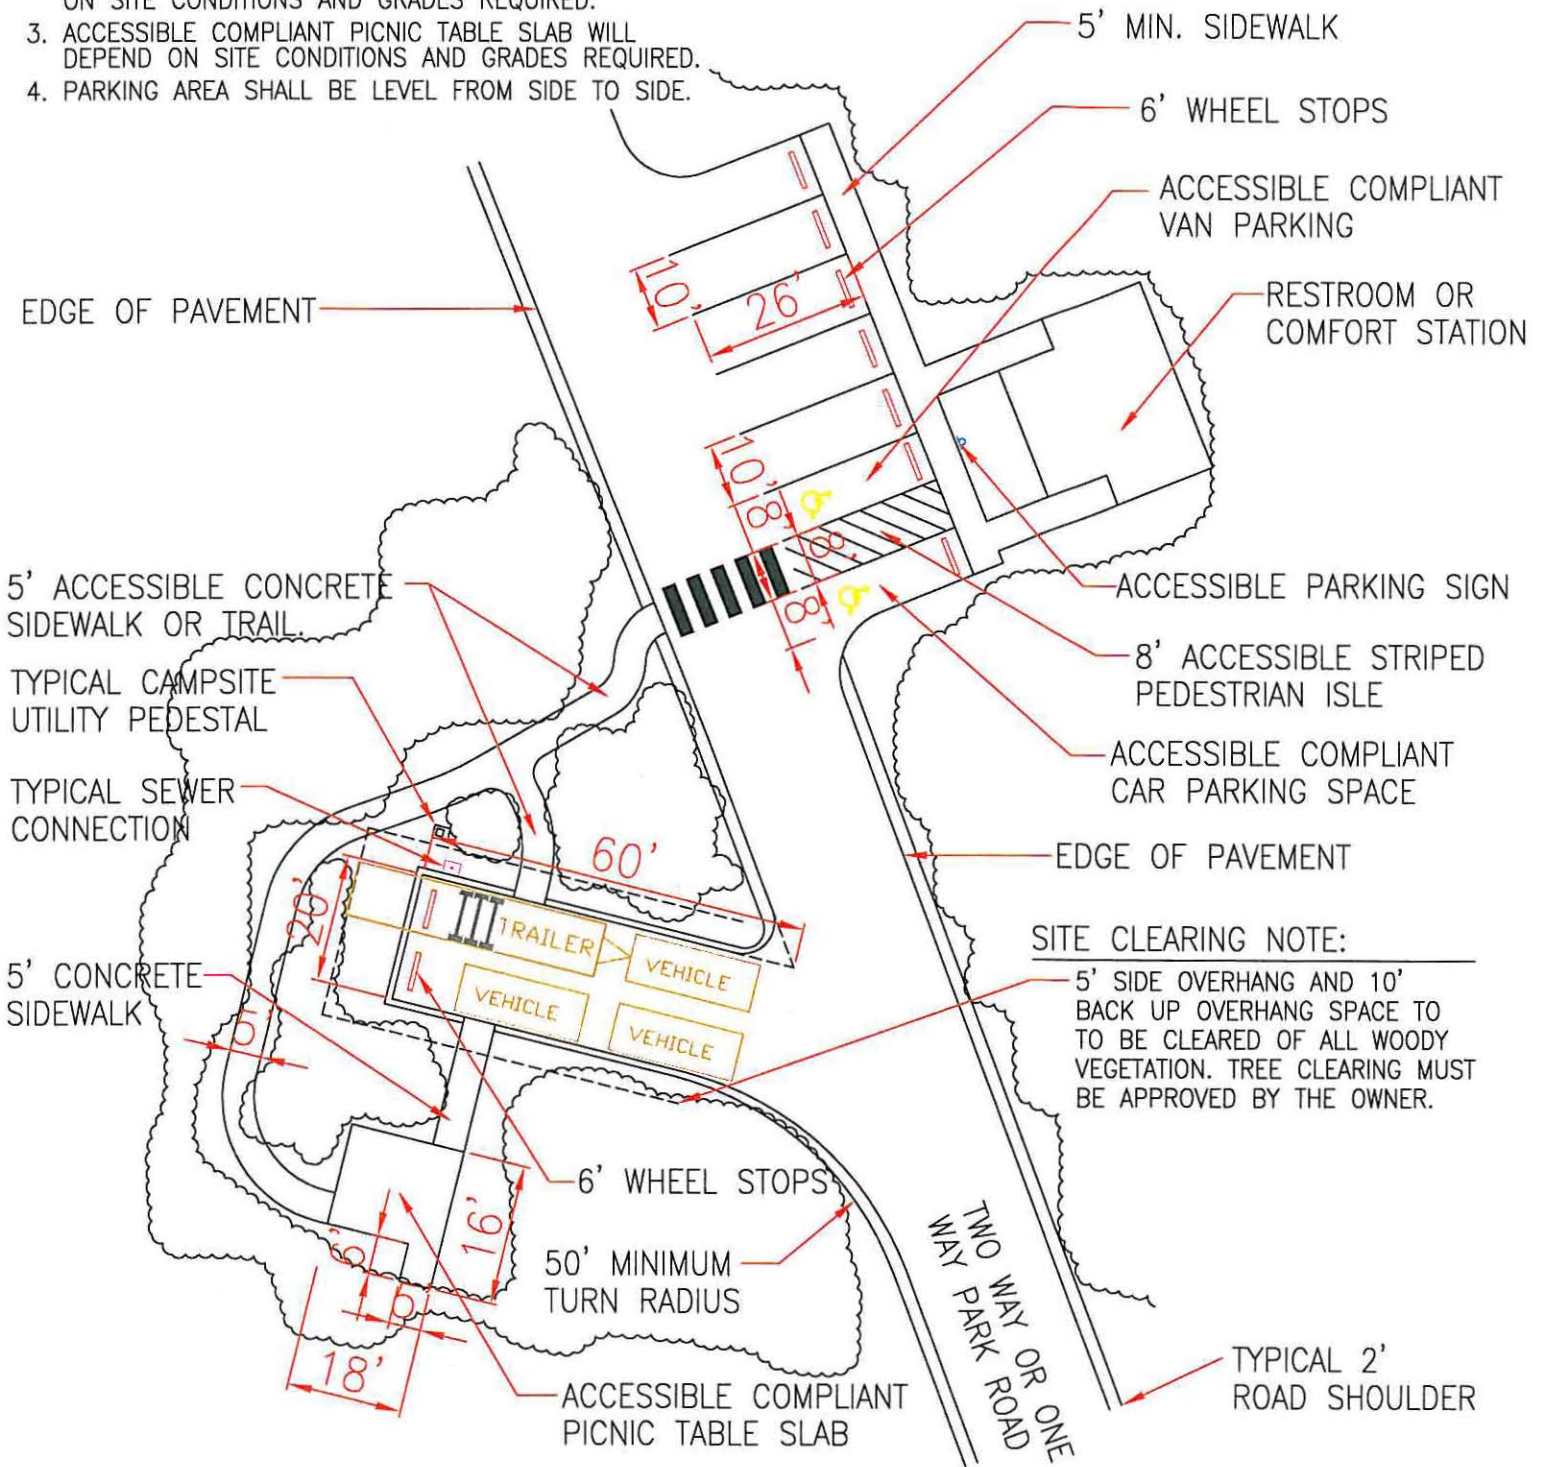 ON SITE CONDITIONS AND GRADES REQUIRED.
3. ACCESSIBLE COMPLIANT PICNIC TABLE SLAB WILL
DEPEND ON SITE CONDITIONS AND GRADES REQUIRED.
4. PARKING AREA SHALL BE LEVEL FROM SIDE TO SIDE.
5' MIN. SIDEWALK
6' WHEEL STOPS
ACCESSIBLE COMPLIANT
VAN PARKING
EDGE OF PAVEMENT
RESTROOM OR
COMFORT STATION
10'
26'
10'
8'
8'
8'
5' ACCESSIBLE CONCRETE
SIDEWALK OR TRAIL.
ACCESSIBLE PARKING SIGN
8' ACCESSIBLE STRIPED
PEDESTRIAN ISLE
TYPICAL CAMPSITE
UTILITY PEDESTAL
ACCESSIBLE COMPLIANT
CAR PARKING SPACE
TYPICAL SEWER
CONNECTION
60'
EDGE OF PAVEMENT
20'
TRAILER
VEHICLE
VEHICLE
VEHICLE
SITE CLEARING NOTE:
5' SIDE OVERHANG AND 10'
BACK UP OVERHANG SPACE TO
TO BE CLEARED OF ALL WOODY
VEGETATION. TREE CLEARING MUST
BE APPROVED BY THE OWNER.
5' CONCRETE
SIDEWALK
6' WHEEL STOPS
16'
6'
50' MINIMUM
TURN RADIUS
TWO WAY OR ONE
WAY PARK ROAD
18'
ACCESSIBLE COMPLIANT
PICNIC TABLE SLAB
TYPICAL 2'
ROAD SHOULDER